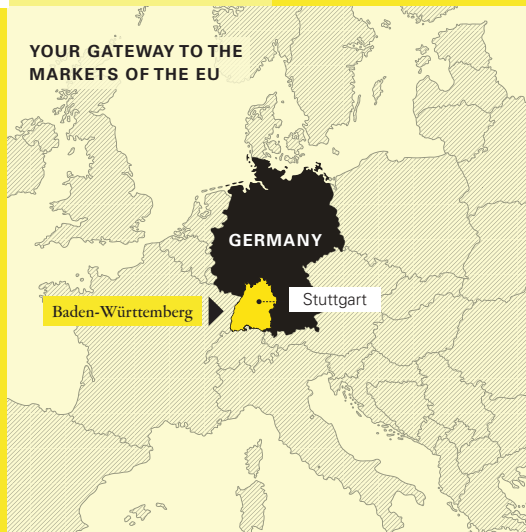 YOUR GATEWAY TO THE
MARKETS OF THE EU
GERMANY
Stuttgart
Baden-Württemberg